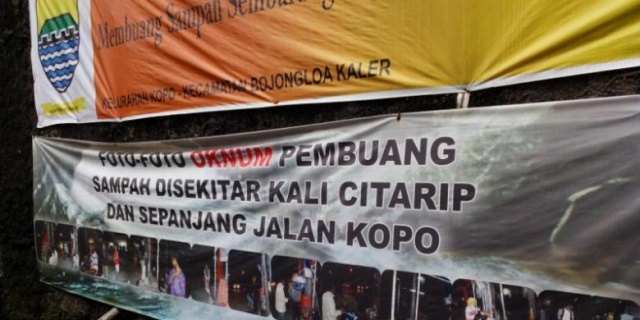 Membuang Sampah Sembarang
KELURAHAN KOPO - KECAMATAN BOJONGLOA KALER
FOTO-FOTO OKNUM PEMBUANG
SAMPAH DISEKITAR KALI CITARIP
DAN SEPANJANG JALAN KOPO